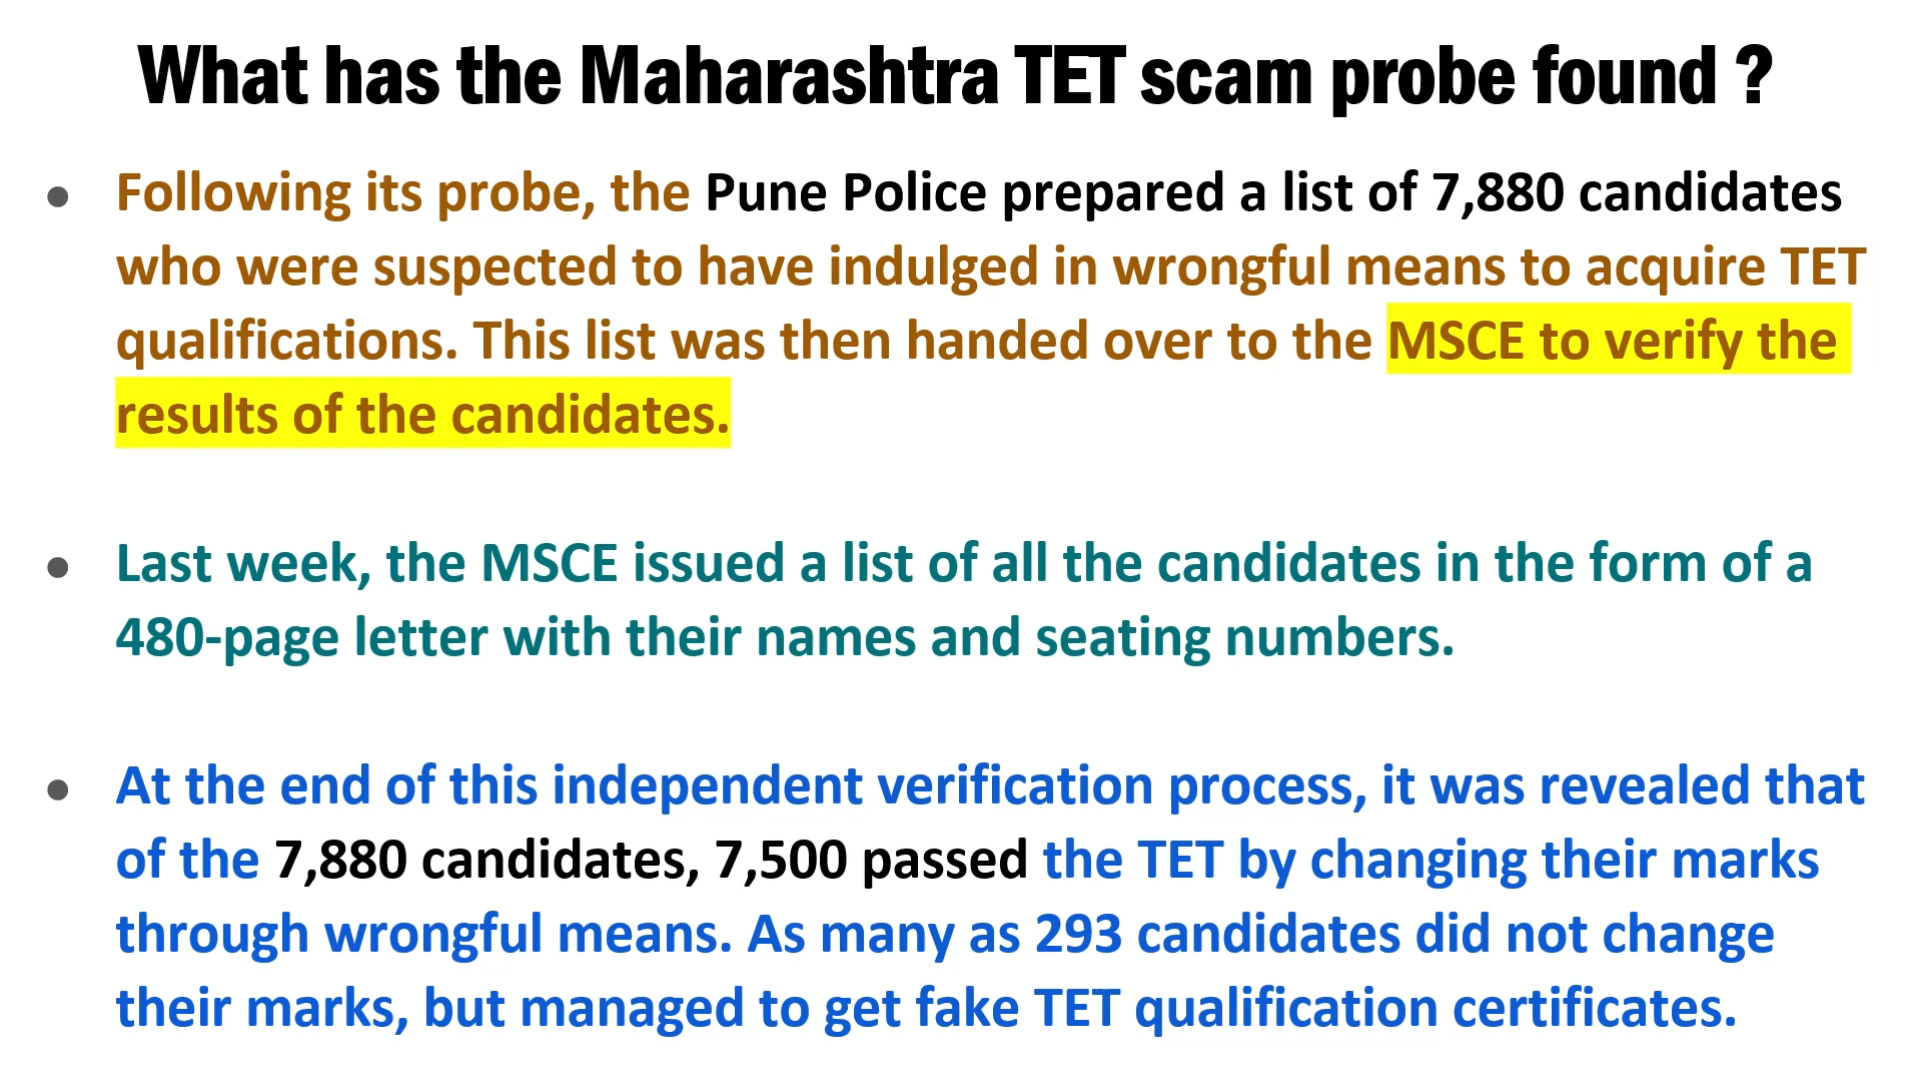 What has the Maharashtra TET scam probe found ?
• Following its probe, the Pune Police prepared a list of 7,880 candidates
who were suspected to have indulged in wrongful means to acquire TET
qualifications. This list was then handed over to the MSCE to verify the
results of the candidates.
• Last week, the MSCE issued a list of all the candidates in the form of a
480-page letter with their names and seating numbers.
• At the end of this independent verification process, it was revealed that
of the 7,880 candidates, 7,500 passed the TET by changing their marks
through wrongful means. As many as 293 candidates did not change
their marks, but managed to get fake TET qualification certificates.